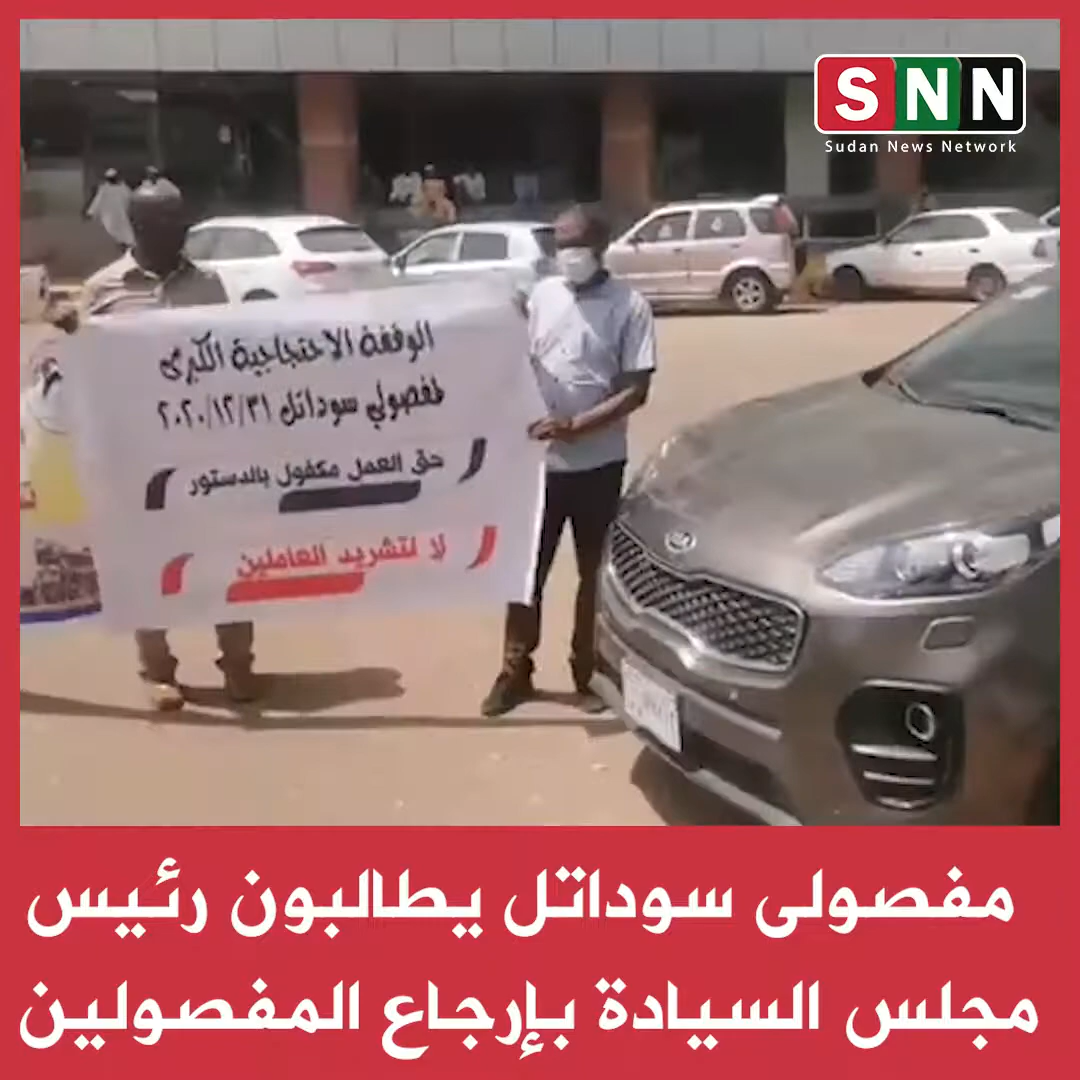 SNN
Sudan News Network
الوقفة الاحتجاجية الكبرى
لمفصولي سوداتل ٢٠٢٠/١٢/٣١
حق العمل مكفول بالدستور
لا لتشريد العاملين
مفصولى سوداتل يطالبون رئيس
مجلس السيادة بإرجاع المفصولين